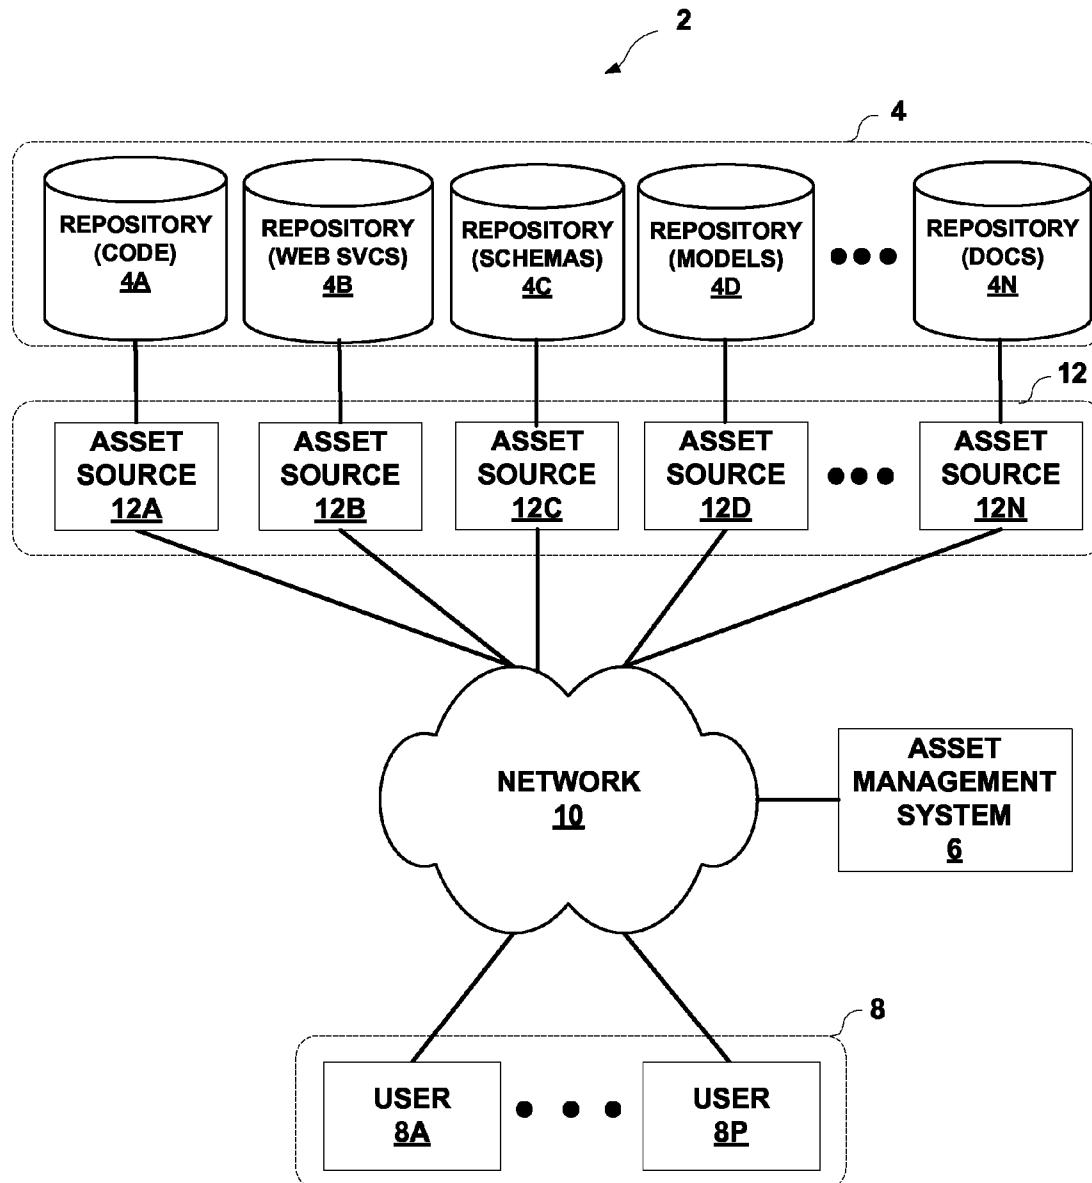 2
4
REPOSITORY
(CODE)
4A
REPOSITORY
(WEB SVCS)
4B
REPOSITORY
(SCHEMAS)
4C
REPOSITORY
(MODELS)
4D
REPOSITORY
(DOCS)
4N
12
ASSET
SOURCE
12A
ASSET
SOURCE
12B
ASSET
SOURCE
12C
ASSET
SOURCE
12D
ASSET
SOURCE
12N
NETWORK
10
ASSET
MANAGEMENT
SYSTEM
6
8
USER
8A
USER
8P